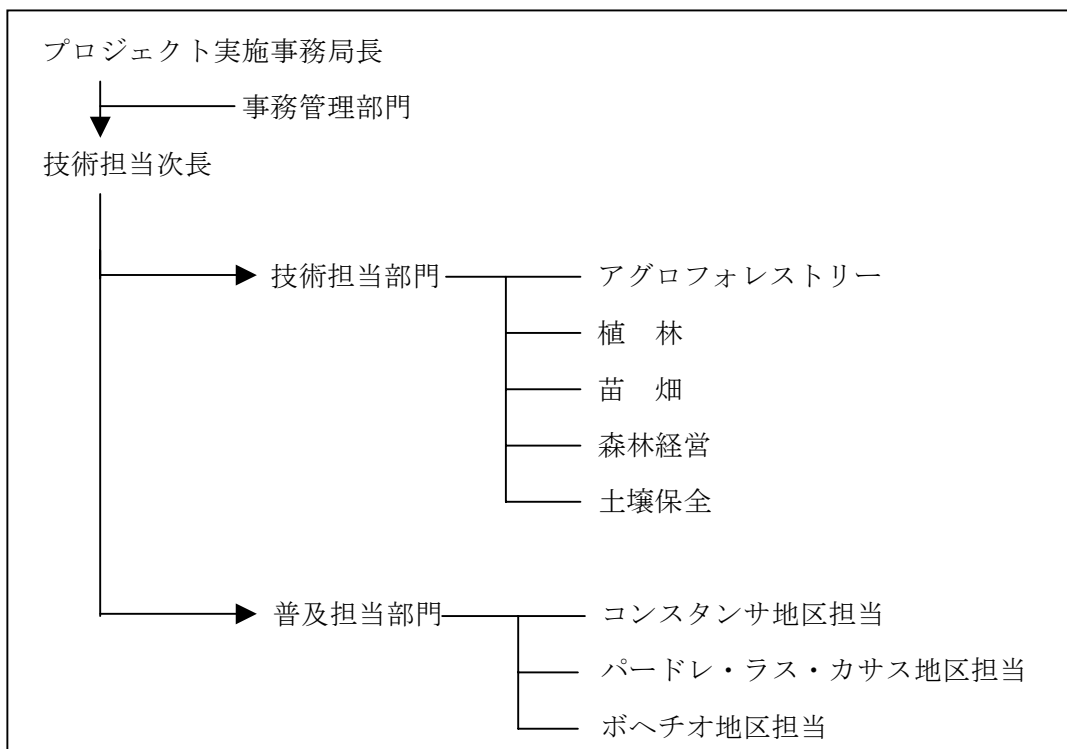 プロジェクト実施事務局長
事務管理部門
技術担当次長
技術担当部門
アグロフォレストリー
植　林
苗　畑
森林経営
土壌保全
普及担当部門
コンスタンサ地区担当
パードレ・ラス・カサス地区担当
ボヘチオ地区担当